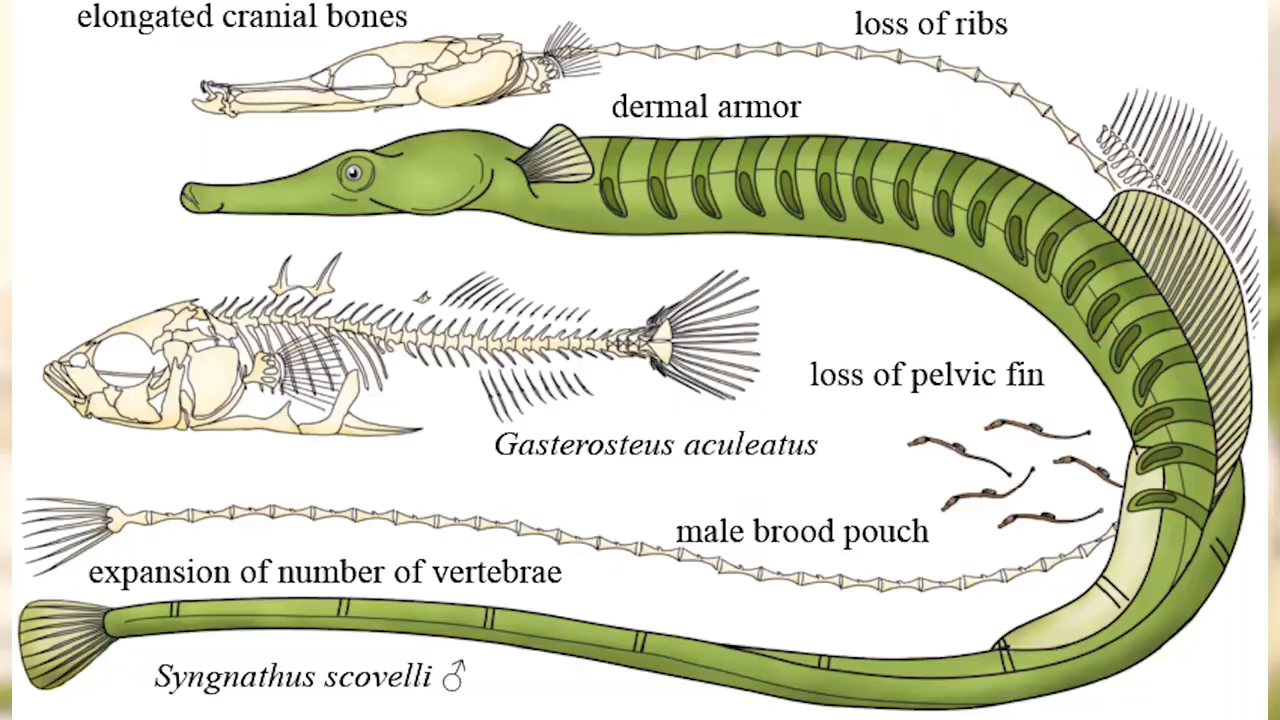 elongated cranial bones
loss of ribs
dermal armor
loss of pelvic fin
Gasterosteus aculeatus
male brood pouch
expansion of number of vertebrae
Syngnathus scovelli ♂